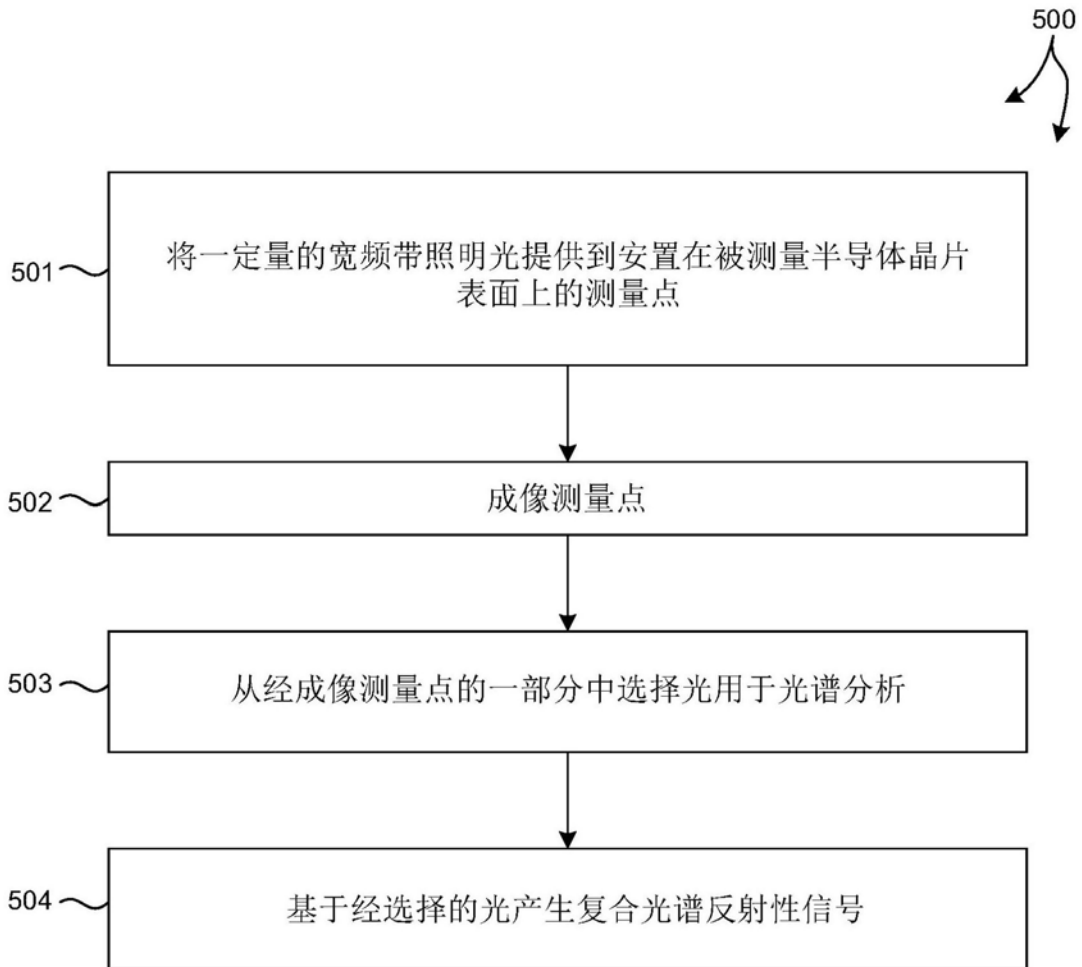 500
501
将一定量的宽频带照明光提供到安置在被测量半导体晶片
表面上的测量点
502
成像测量点
503
从经成像测量点的一部分中选择光用于光谱分析
504
基于经选择的光产生复合光谱反射性信号